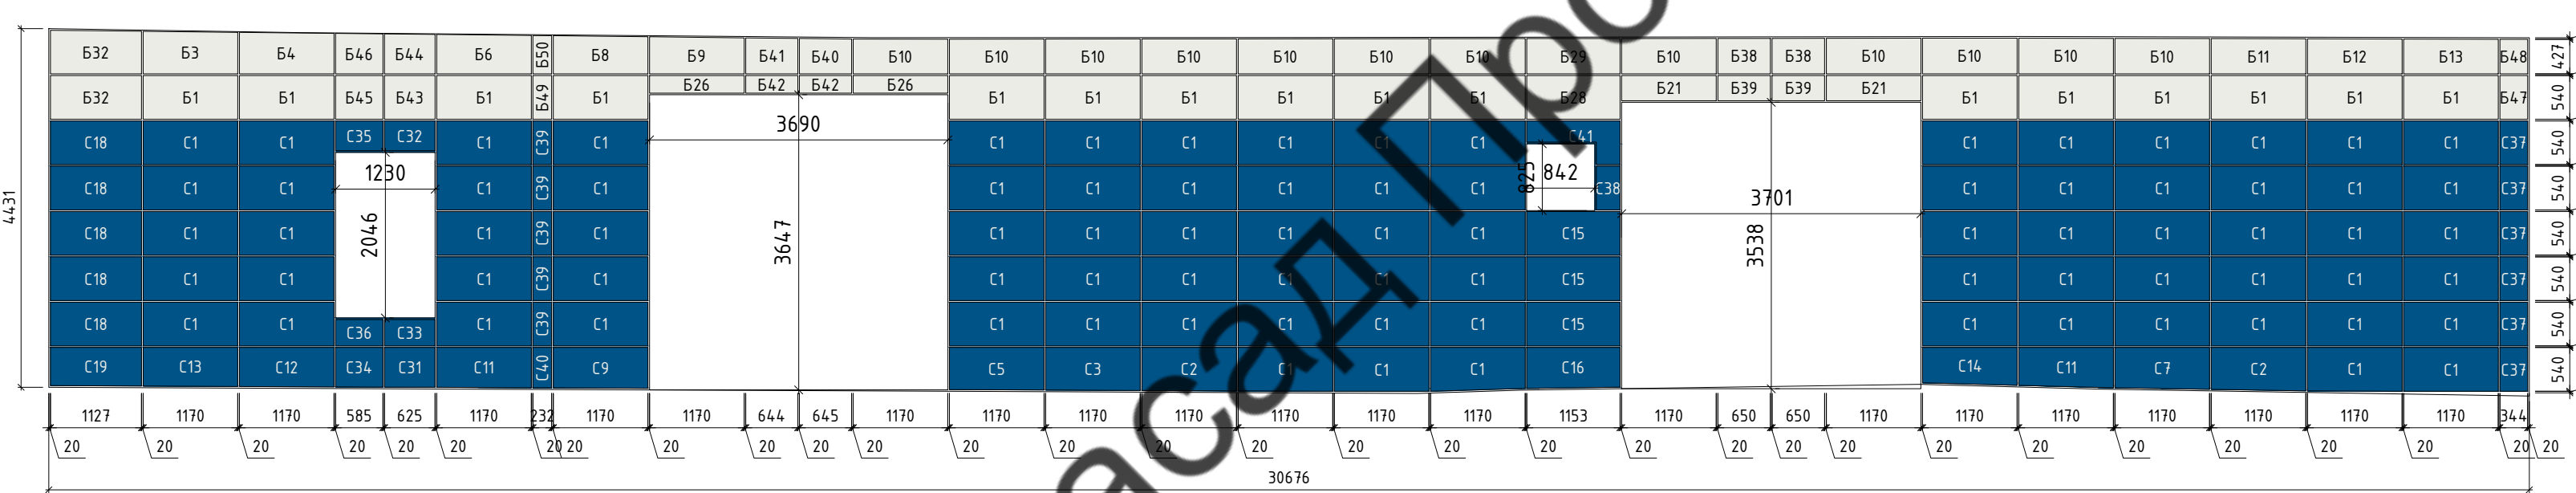 Б32 Б3 Б4 Б46 Б44 Б6 Б50 Б8 Б9 Б41 Б40 Б10 Б10 Б10 Б10 Б10 Б10 Б10 Б29 Б10 Б38 Б38 Б10 Б10 Б10 Б10 Б11 Б12 Б13 Б48 427
Б26 Б42 Б42 Б26 Б21 Б39 Б39 Б21
Б32 Б1 Б1 Б45 Б43 Б1 Б49 Б1 Б1 Б1 Б1 Б1 Б1 Б1 Б28 Б1 Б1 Б1 Б1 Б1 Б1 Б47 540
С35 С32 3690 С41
С18 С1 С1 С1 С39 С1 С1 С1 С1 С1 С1 С1 С1 С1 С1 С1 С1 С1 С37 540
1230 825 842
С18 С1 С1 С1 С39 С1 С1 С1 С1 С1 С1 С1 С38 С1 С1 С1 С1 С1 С1 С37 540
4431 3701
С18 С1 С1 2046 С1 С39 С1 3647 С1 С1 С1 С1 С1 С1 С15 3538 С1 С1 С1 С1 С1 С1 С37 540
С18 С1 С1 С1 С39 С1 С1 С1 С1 С1 С1 С1 С15 С1 С1 С1 С1 С1 С1 С37 540
С18 С1 С1 С36 С33 С1 С39 С1 С1 С1 С1 С1 С1 С1 С15 С1 С1 С1 С1 С1 С1 С37 540
С19 С13 С12 С34 С31 С11 С40 С9 С5 С3 С2 С1 С1 С1 С16 С14 С11 С7 С2 С1 С1 С37 540
1127 1170 1170 585 625 1170 232 1170 1170 644 645 1170 1170 1170 1170 1170 1170 1170 1153 1170 650 650 1170 1170 1170 1170 1170 1170 1170 344
20 20 20 20 20 20 20 20 20 20 20 20 20 20 20 20 20 20 20 20 20 20 20 20 20 20 20 20 20 20 20
30676
асад Про